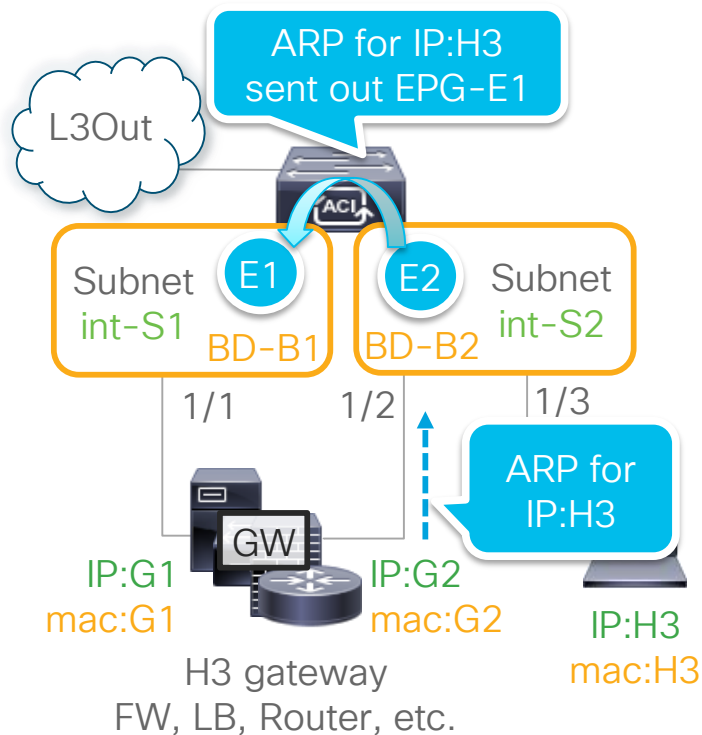 ARP for IP:H3
sent out EPG-E1
L3Out
ACI
Subnet
int-S1
E1
BD-B1
E2
BD-B2
Subnet
int-S2
1/1
1/2
1/3
ARP for
IP:H3
GW
IP:G1
mac:G1
IP:G2
mac:G2
IP:H3
mac:H3
H3 gateway
FW, LB, Router, etc.